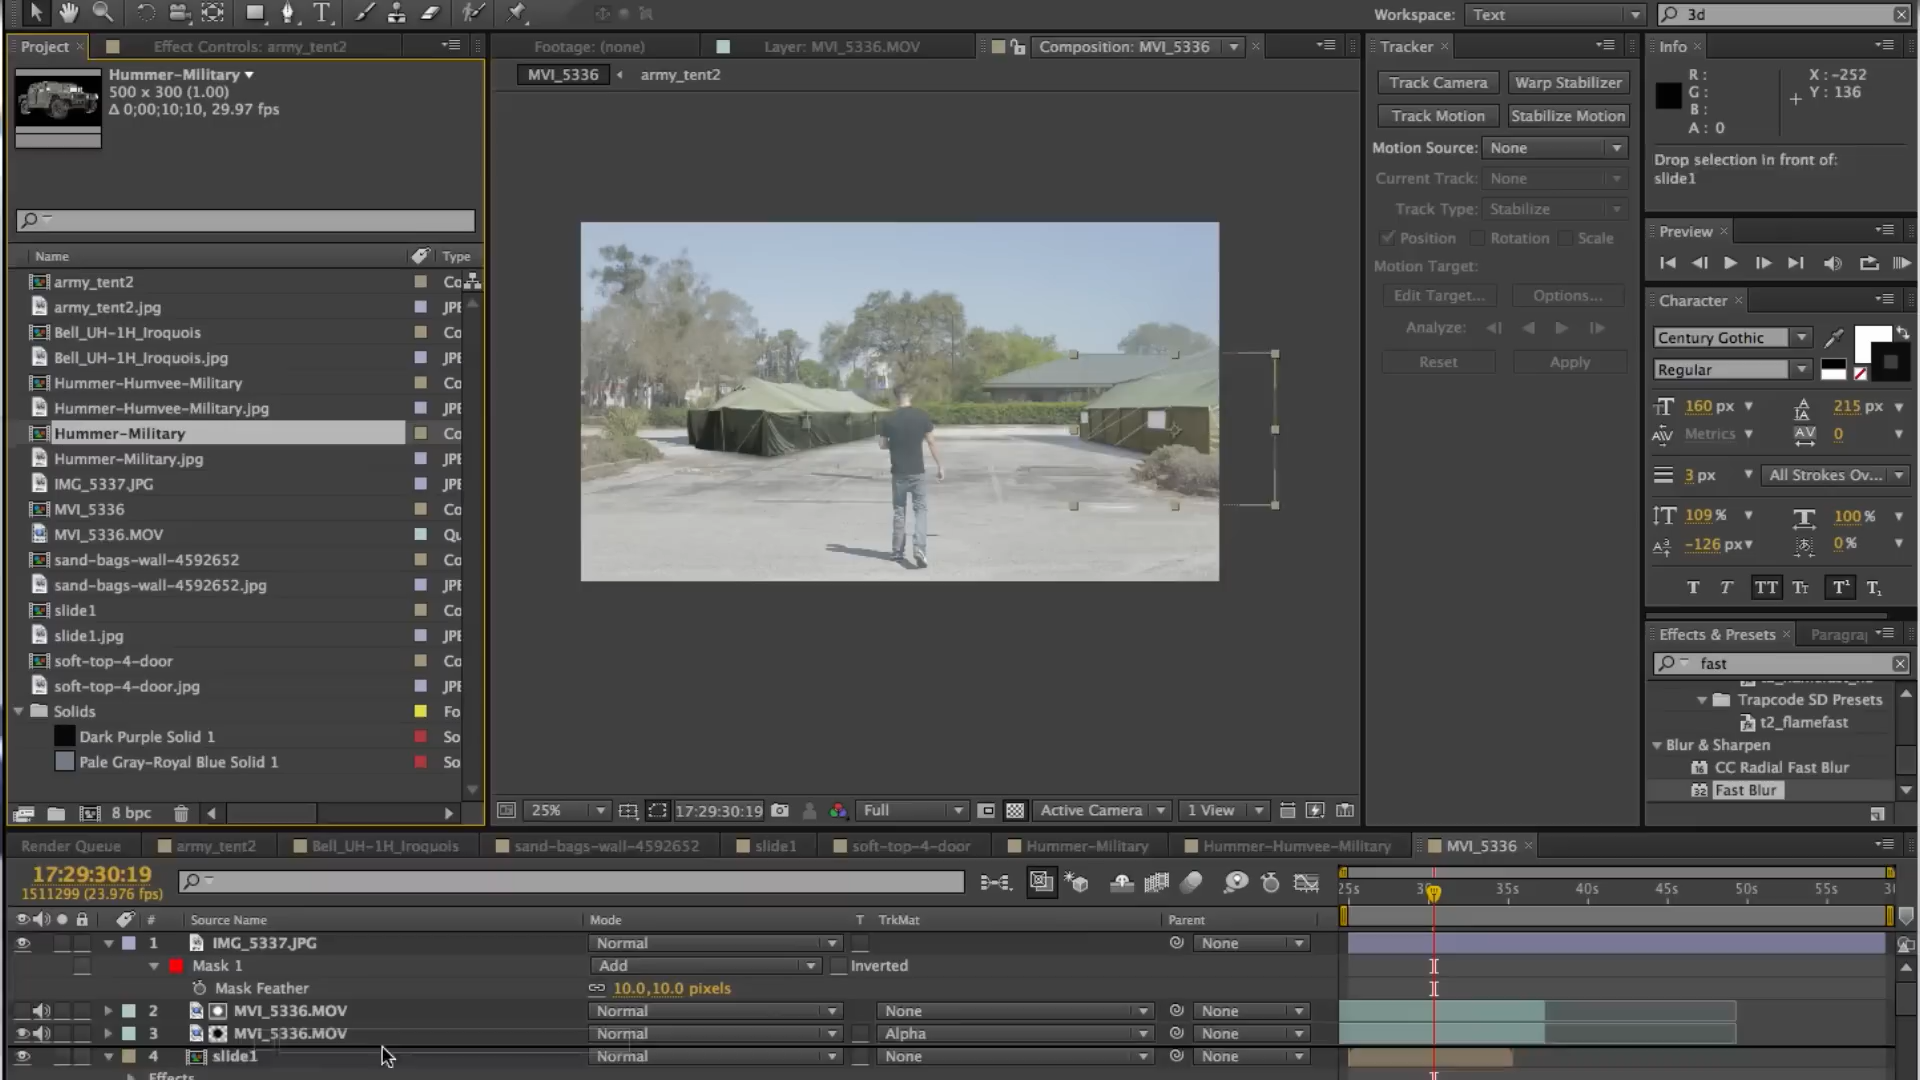 Workspace: Text 3d
Project Effect Controls: army_tent2 Footage: (none) Layer: MVI_5336.MOV Composition: MVI_5336 Tracker Info
MVI_5336 army_tent2
Hummer-Military
500 x 300 (1.00)
Δ 0;00;10;10, 29.97 fps
Name Type
army_tent2 Co
army_tent2.jpg JPE
Bell_UH-1H_Iroquois Co
Bell_UH-1H_Iroquois.jpg JPE
Hummer-Humvee-Military Co
Hummer-Humvee-Military.jpg JPE
Hummer-Military Co
Hummer-Military.jpg JPE
IMG_5337.JPG JPE
MVI_5336 Co
MVI_5336.MOV Qu
sand-bags-wall-4592652 Co
sand-bags-wall-4592652.jpg JPE
slide1 Co
slide1.jpg JPE
soft-top-4-door Co
soft-top-4-door.jpg JPE
Solids Fo
Dark Purple Solid 1 So
Pale Gray-Royal Blue Solid 1 So
8 bpc
25% 17:29:30:19 Full Active Camera 1 View
Track Camera Warp Stabilizer
Track Motion Stabilize Motion
Motion Source: None
Current Track: None
Track Type: Stabilize
Position Rotation Scale
Motion Target:
Edit Target... Options...
Analyze:
Reset Apply
R: X: -252
G: Y: 136
B:
A: 0
Drop selection in front of:
slide1
Preview
Character
Century Gothic
Regular
160 px 215 px
Metrics 0
3 px All Strokes Ov...
109 % 100 %
-126 px 0 %
T T TT Tt T¹ T₁
Effects & Presets Paragra
fast
Trapcode SD Presets
t2_flamefast
Blur & Sharpen
CC Radial Fast Blur
Fast Blur
Render Queue army_tent2 Bell_UH-1H_Iroquois sand-bags-wall-4592652 slide1 soft-top-4-door Hummer-Military Hummer-Humvee-Military MVI_5336
17:29:30:19
1511299 (23.976 fps)
25s 35s 40s 45s 50s 55s
# Source Name Mode T TrkMat Parent
1 IMG_5337.JPG Normal None
Mask 1 Add Inverted
Mask Feather 10.0,10.0 pixels
2 MVI_5336.MOV Normal None None
3 MVI_5336.MOV Normal Alpha None
4 slide1 Normal None None
Effects